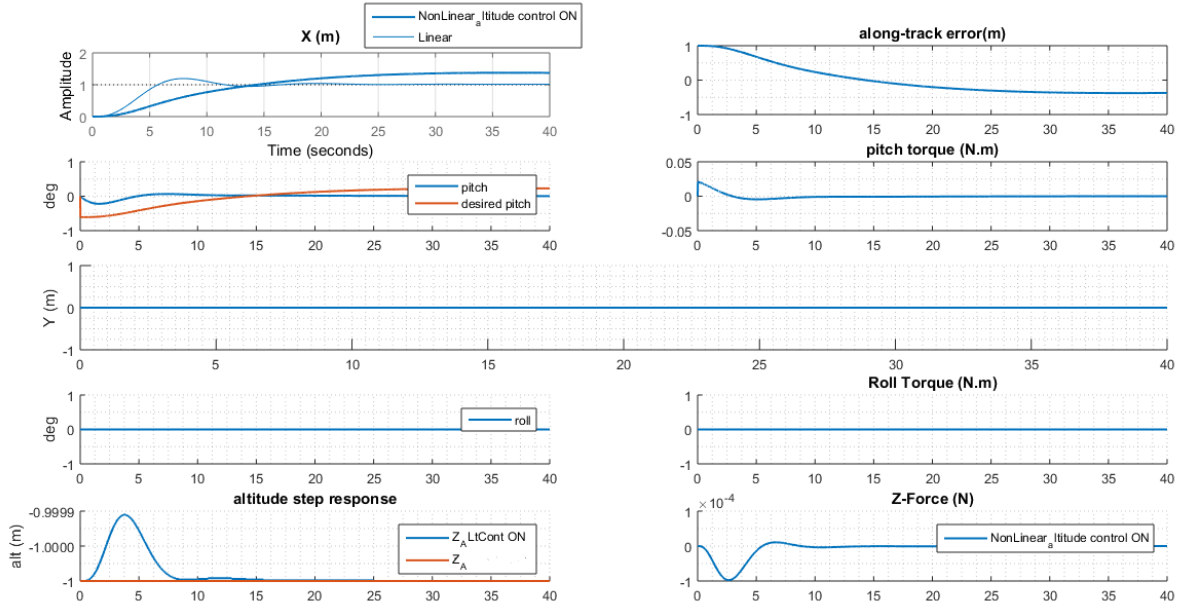 NonLinear_altitude control ON
Linear
X (m)
2
1
0
Amplitude
0 5 10 15 20 25 30 35 40
Time (seconds)
along-track error(m)
1
0
-1
0 5 10 15 20 25 30 35 40
1
0
-1
deg
pitch
desired pitch
0 5 10 15 20 25 30 35 40
pitch torque (N.m)
0.05
0
-0.05
0 5 10 15 20 25 30 35 40
1
0
-1
Y (m)
0 5 10 15 20 25 30 35 40
1
0
-1
deg
roll
0 5 10 15 20 25 30 35 40
Roll Torque (N.m)
1
0
-1
0 5 10 15 20 25 30 35 40
altitude step response
-0.9999
-1.0000
-1
alt (m)
Z_ALtCont ON
Z_A
0 5 10 15 20 25 30 35 40
Z-Force (N)
× 10^-4
1
0
-1
NonLinear_altitude control ON
0 5 10 15 20 25 30 35 40